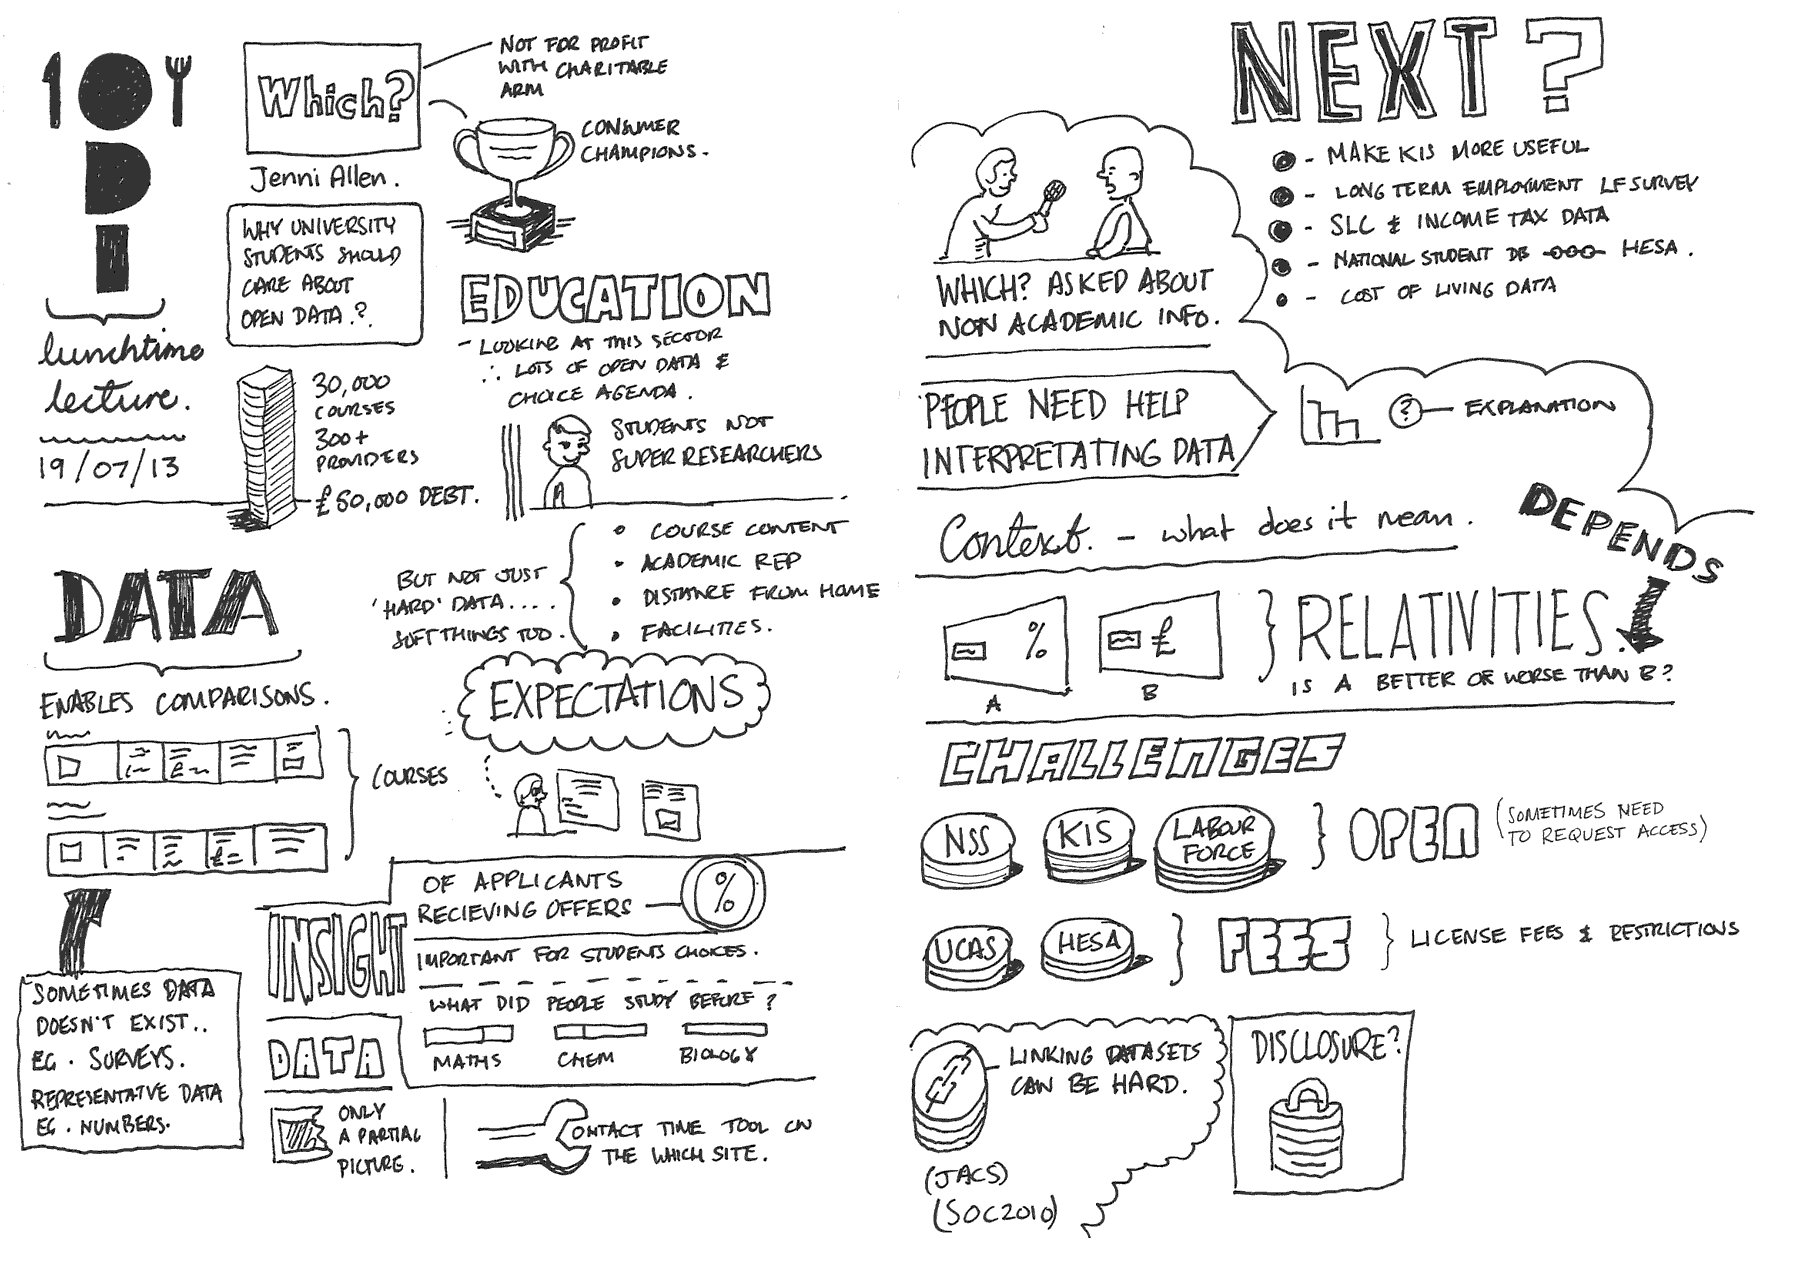 ODI
lunchtime
lecture.
19/07/13
Which?
Jenni Allen.
NOT FOR PROFIT
WITH CHARITABLE
ARM
CONSUMER
CHAMPIONS.
WHY UNIVERSITY
STUDENTS SHOULD
CARE ABOUT
OPEN DATA.?
30,000
COURSES
300+
PROVIDERS
DEBT.
EDUCATION
- LOOKING AT THIS SECTOR
∴ LOTS OF OPEN DATA &
CHOICE AGENDA.
STUDENTS NOT
SUPER RESEARCHERS
BUT NOT JUST
'HARD' DATA....
SOFT THINGS TOO.
• COURSE CONTENT
• ACADEMIC REP
• DISTANCE FROM HOME
• FACILITIES.
EXPECTATIONS
DATA
ENABLES COMPARISONS.
COURSES
SOMETIMES DATA
DOESN'T EXIST..
EG. SURVEYS.
REPRESENTATVE DATA
EG. NUMBERS.
INSIGHT
DATA
% OF APPLICANTS
RECIEVING OFFERS
IMPORTANT FOR STUDENTS CHOICES.
WHAT DID PEOPLE STUDY BEFORE?
MATHS CHEM BIOLOGY
ONLY
A PARTIAL
PICTURE.
CONTACT TIME TOOL ON
THE WHICH SITE.
NEXT?
- MAKE KIS MORE USEFUL
- LONG TERM EMPLOYMENT LF SURVEY
- SLC & INCOME TAX DATA
- NATIONAL STUDENT DB HESA.
- COST OF LIVING DATA
WHICH? ASKED ABOUT
NON ACADEMIC INFO.
PEOPLE NEED HELP
INTERPRETATING DATA
? EXPLANATION
Context. - what does it mean.
DEPENDS
% £
A B
RELATIVITIES.
IS A BETTER OR WORSE THAN B?
CHALLENGES
NSS KIS LABOUR
FORCE
OPEN
(SOMETIMES NEED
TO REQUEST ACCESS)
UCAS HESA
FEES
LICENSE FEES & RESTRICTIONS
LINKING DATASETS
CAN BE HARD.
(JACS)
(SOC2010)
DISCLOSURE?